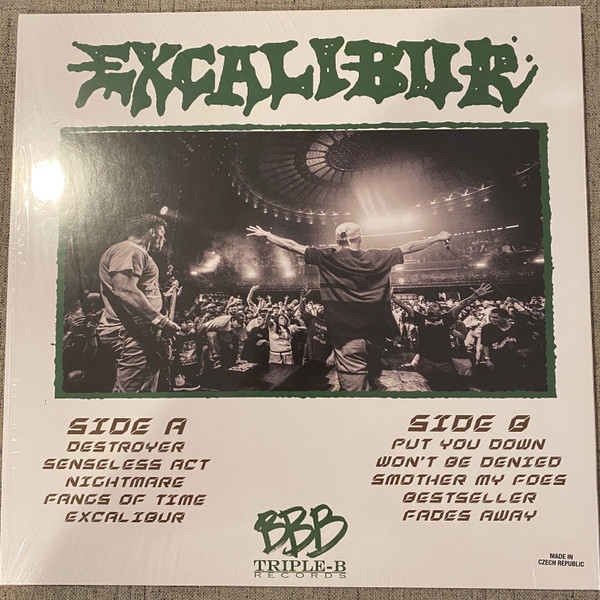 EXCALIBUR
SIDE A
DESTROYER
SENSELESS ACT
NIGHTMARE
FANGS OF TIME
EXCALIBUR
SIDE B
PUT YOU DOWN
WON'T BE DENIED
SMOTHER MY FOES
BESTSELLER
FADES AWAY
BBB
TRIPLE-B
RECORDS
MADE IN
CZECH REPUBLIC